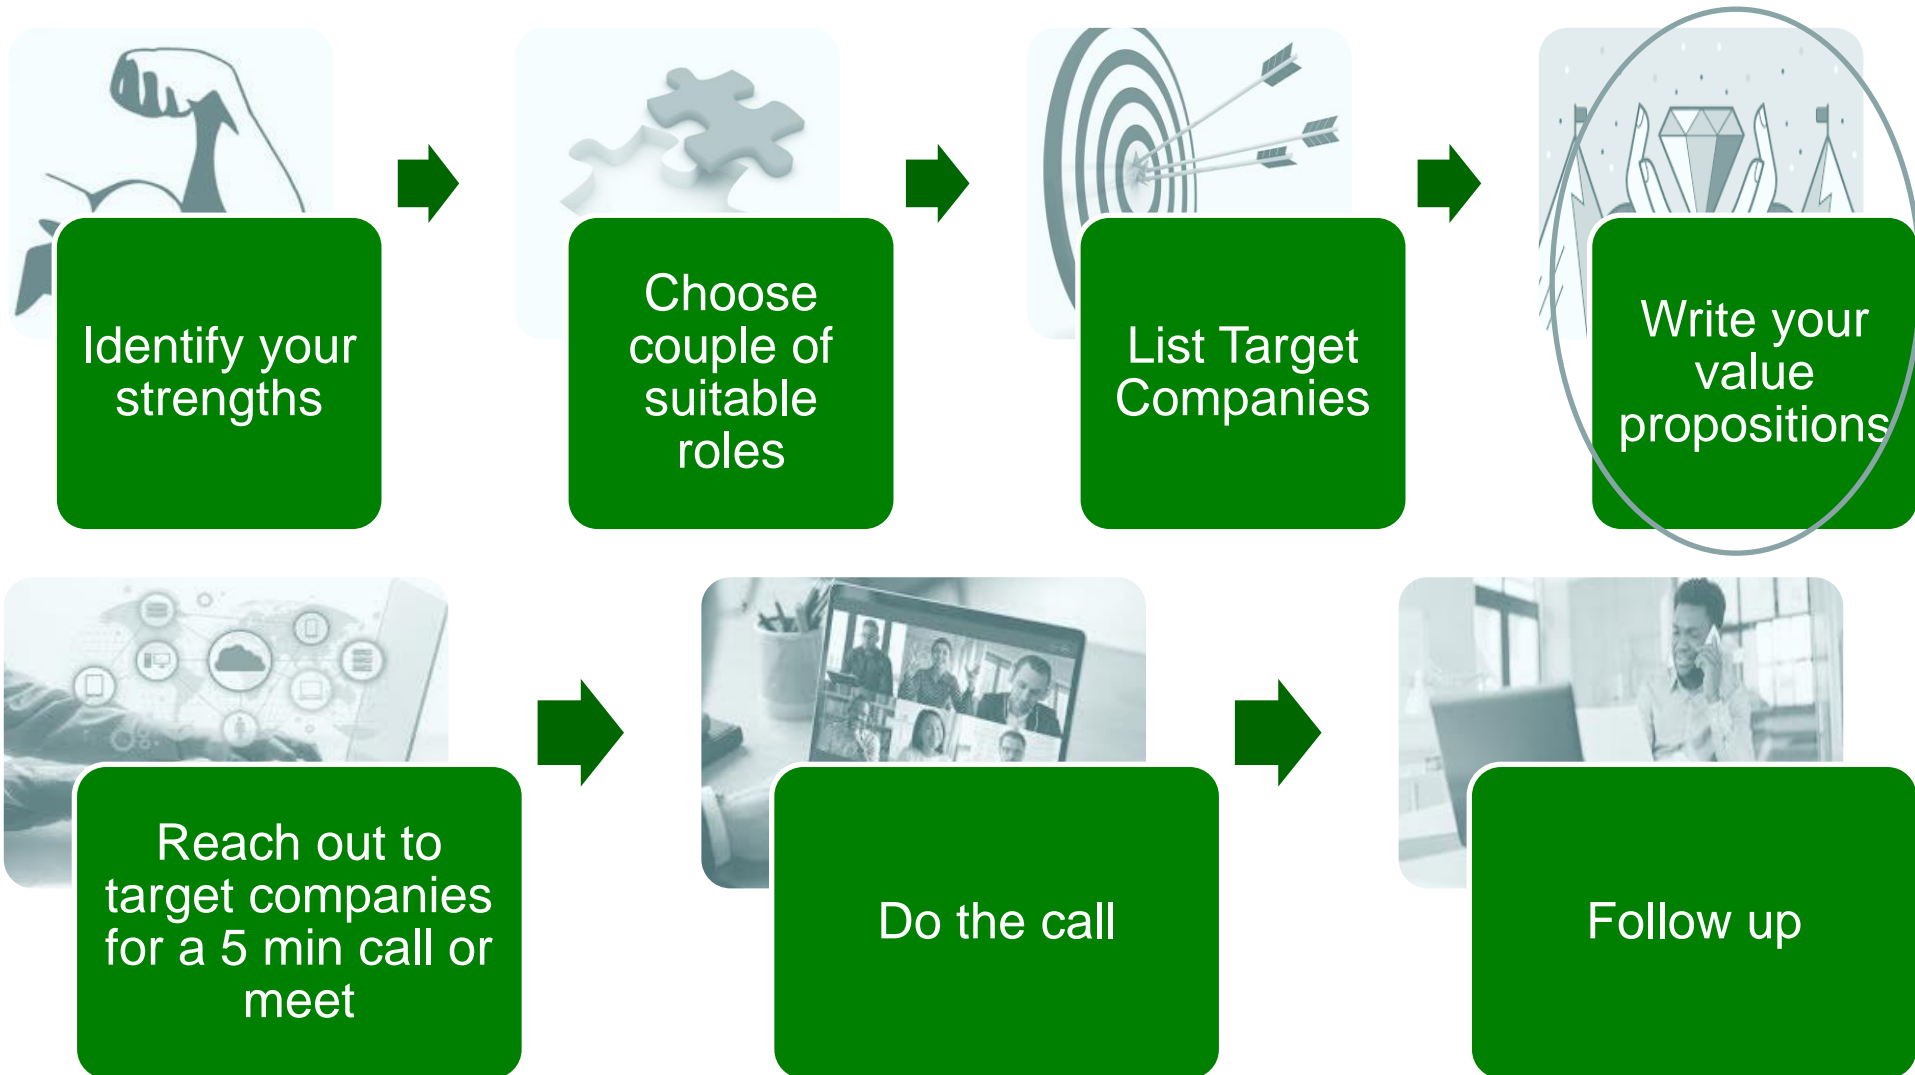 Identify your
strengths
Choose
couple of
suitable
roles
List Target
Companies
Write your
value
propositions
Reach out to
target companies
for a 5 min call or
meet
Do the call
Follow up